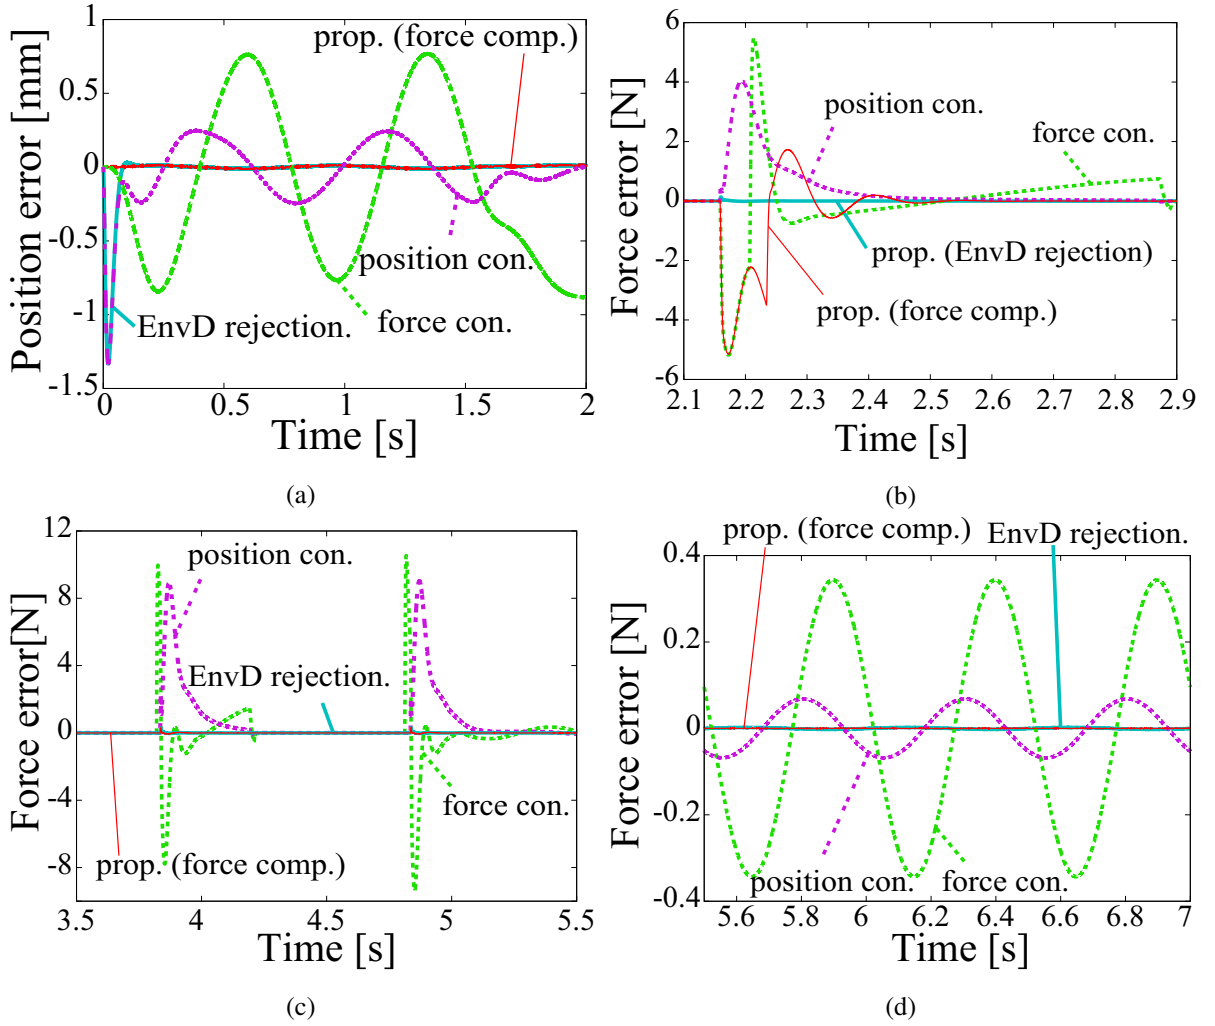 1
0.5
0
-0.5
-1
-1.5
Position error [mm]
prop. (force comp.)
position con.
EnvD rejection.
force con.
0
0.5
1
1.5
2
Time [s]
(a)
6
4
2
0
-2
-4
-6
Force error [N]
position con.
force con.
prop. (EnvD rejection)
prop. (force comp.)
2.1
2.2
2.3
2.4
2.5
2.6
2.7
2.8
2.9
Time [s]
(b)
12
8
4
0
-4
-8
Force error[N]
position con.
EnvD rejection.
force con.
prop. (force comp.)
3.5
4
4.5
5
5.5
Time [s]
(c)
prop. (force comp.)
EnvD rejection.
0.4
0.2
0
-0.2
-0.4
Force error [N]
position con.
force con.
5.6
5.8
6
6.2
6.4
6.6
6.8
7
Time [s]
(d)